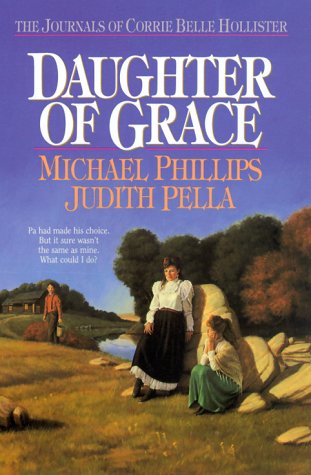 THE JOURNALS OF CORRIE BELLE HOLLISTER
DAUGHTER
OF GRACE
MICHAEL PHILLIPS
JUDITH PELLA
Pa had made his choice.
But it sure wasn't
the same as mine.
What could I do?